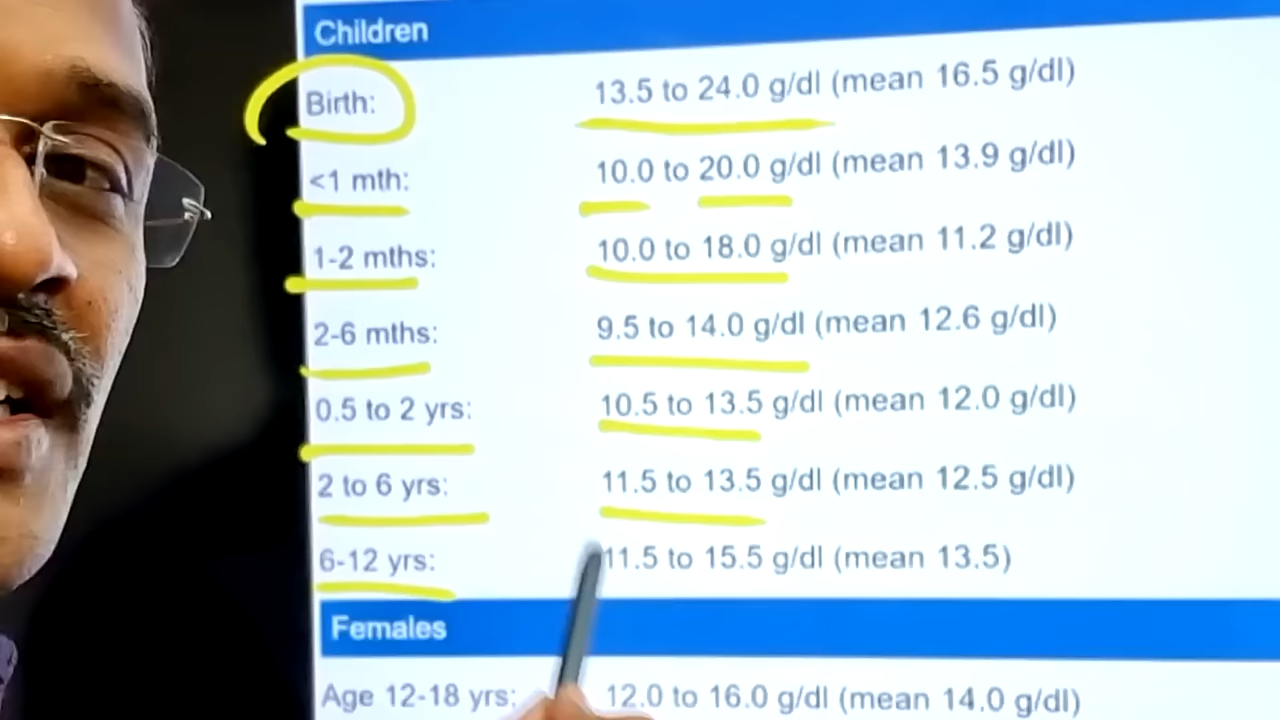 Children
Birth: 13.5 to 24.0 g/dl (mean 16.5 g/dl)
<1 mth: 10.0 to 20.0 g/dl (mean 13.9 g/dl)
1-2 mths: 10.0 to 18.0 g/dl (mean 11.2 g/dl)
2-6 mths: 9.5 to 14.0 g/dl (mean 12.6 g/dl)
0.5 to 2 yrs: 10.5 to 13.5 g/dl (mean 12.0 g/dl)
2 to 6 yrs: 11.5 to 13.5 g/dl (mean 12.5 g/dl)
6-12 yrs: 11.5 to 15.5 g/dl (mean 13.5)
Females
Age 12-18 yrs: 12.0 to 16.0 g/dl (mean 14.0 g/dl)